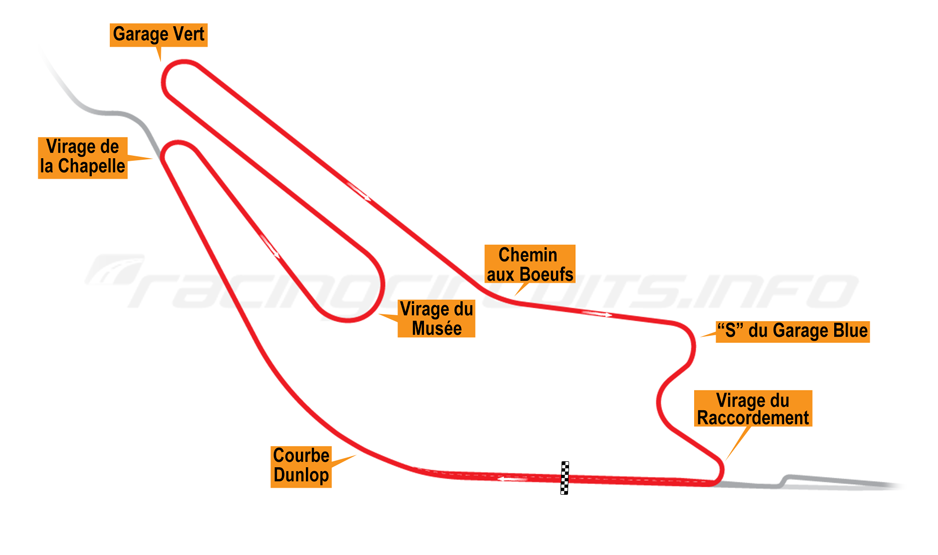 Garage Vert
Virage de
la Chapelle
Chemin
aux Boeufs
racingcircuits.info
Virage du
Musée
“S” du Garage Blue
Virage du
Raccordement
Courbe
Dunlop